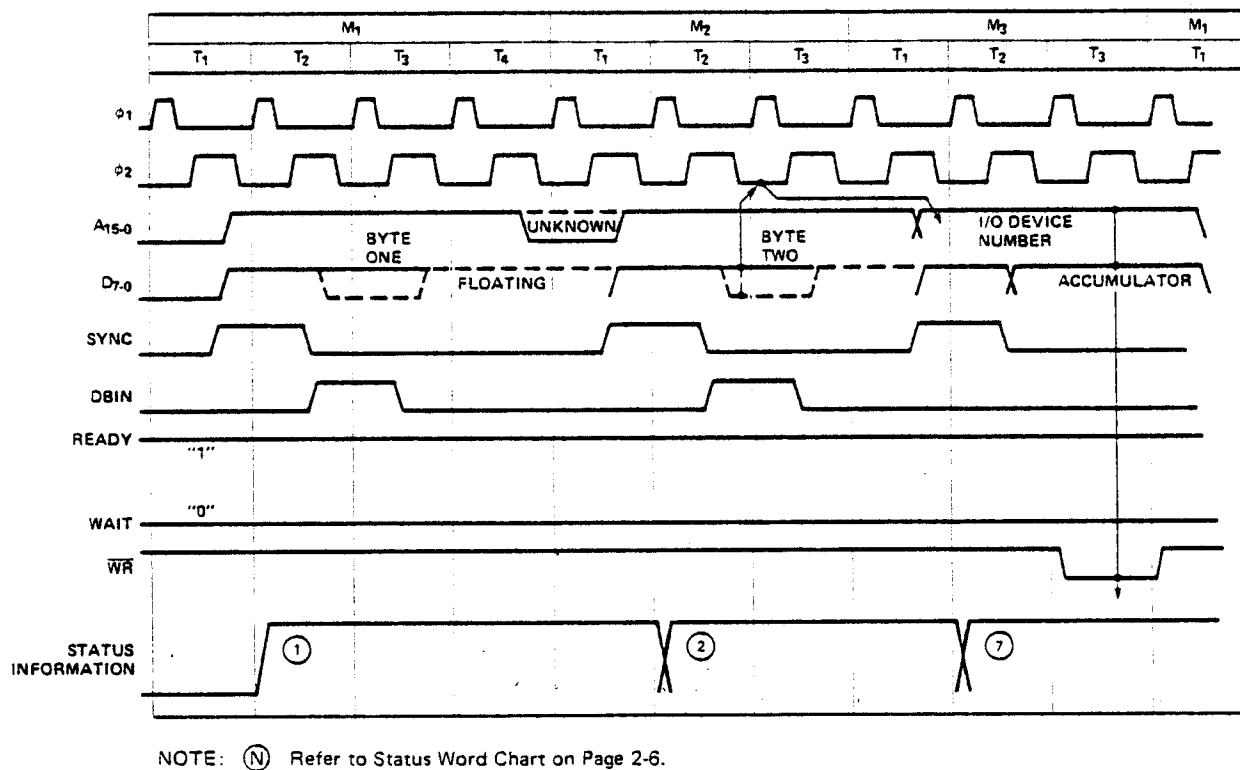 M₁ M₂ M₃ M₁
T₁ T₂ T₃ T₄ T₁ T₂ T₃ T₁ T₂ T₃ T₁
ϕ1
ϕ2
A₁₅₋₀ UNKNOWN I/O DEVICE
NUMBER
BYTE
ONE
BYTE
TWO
D₇₋₀ FLOATING ACCUMULATOR
SYNC
DBIN
READY
"1"
WAIT "0"
W̅R̅
STATUS
INFORMATION
1 2 7
NOTE: N Refer to Status Word Chart on Page 2-6.